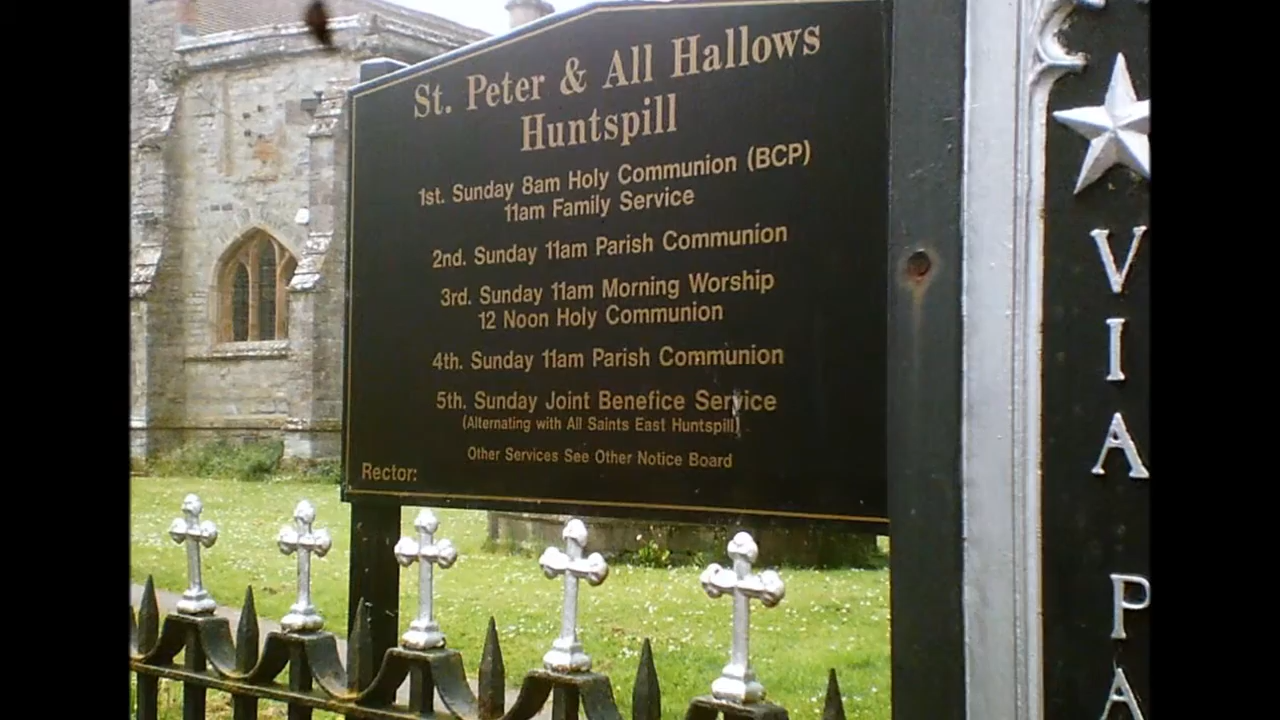 St. Peter & All Hallows
Huntspill
1st. Sunday 8am Holy Communion (BCP)
11am Family Service
2nd. Sunday 11am Parish Communion
3rd. Sunday 11am Morning Worship
12 Noon Holy Communion
4th. Sunday 11am Parish Communion
5th. Sunday Joint Benefice Service
(Alternating with All Saints East Huntspill)
Other Services See Other Notice Board
Rector:
VIA
PA